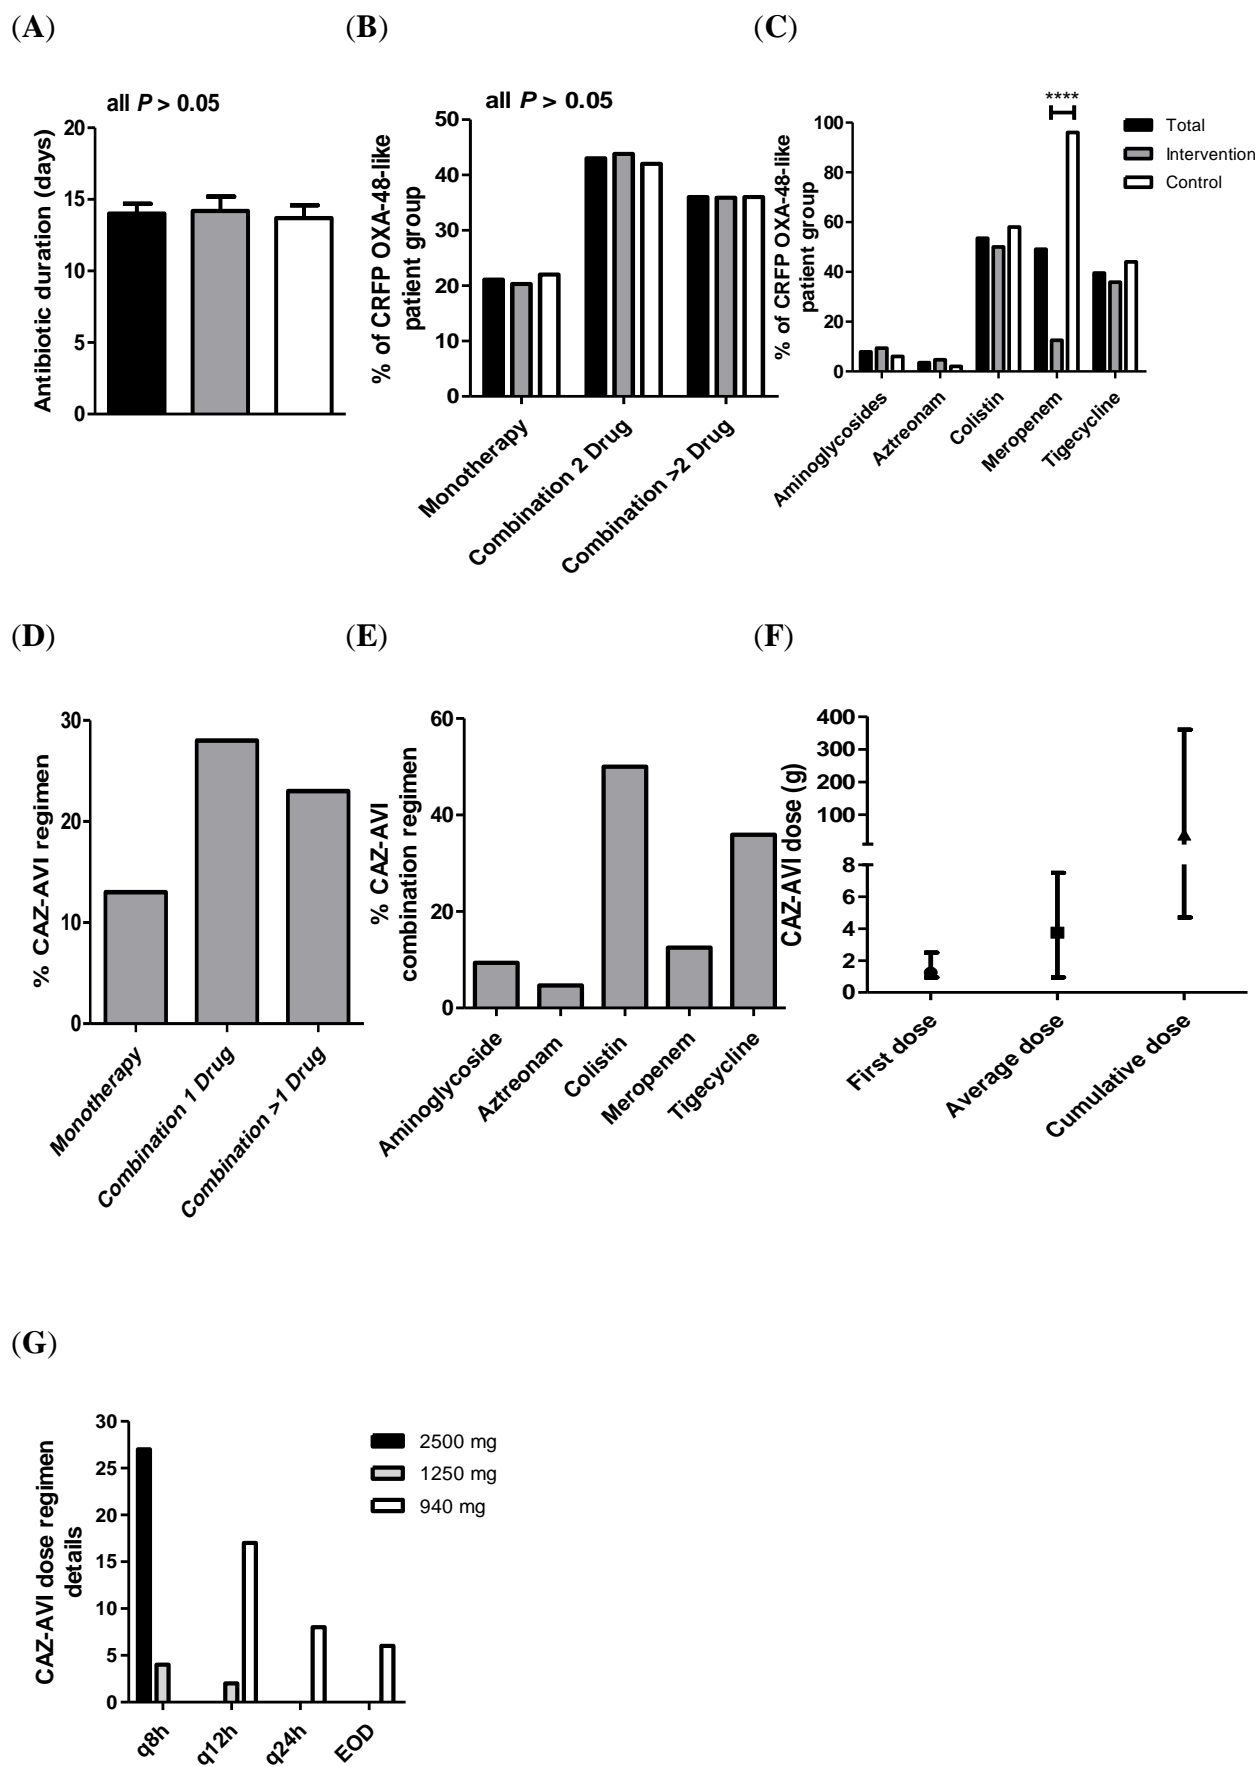 (A)
all P > 0.05
Antibiotic duration (days)
20
15
10
5
0
(B)
all P > 0.05
% of CRFP OXA-48-like
patient group
50
40
30
20
10
0
Monotherapy
Combination 2 Drug
Combination >2 Drug
(C)
****
% of CRFP OXA-48-like
patient group
100
80
60
40
20
0
Aminoglycosides
Aztreonam
Colistin
Meropenem
Tigecycline
Total
Intervention
Control
(D)
% CAZ-AVI regimen
30
20
10
0
Monotherapy
Combination 1 Drug
Combination >1 Drug
(E)
% CAZ-AVI
combination regimen
60
40
20
0
Aminoglycoside
Aztreonam
Colistin
Meropenem
Tigecycline
(F)
CAZ-AVI dose (g)
400
300
200
100
8
6
4
2
0
First dose
Average dose
Cumulative dose
(G)
CAZ-AVI dose regimen
details
30
25
20
15
10
5
0
q8h
q12h
q24h
EOD
2500 mg
1250 mg
940 mg